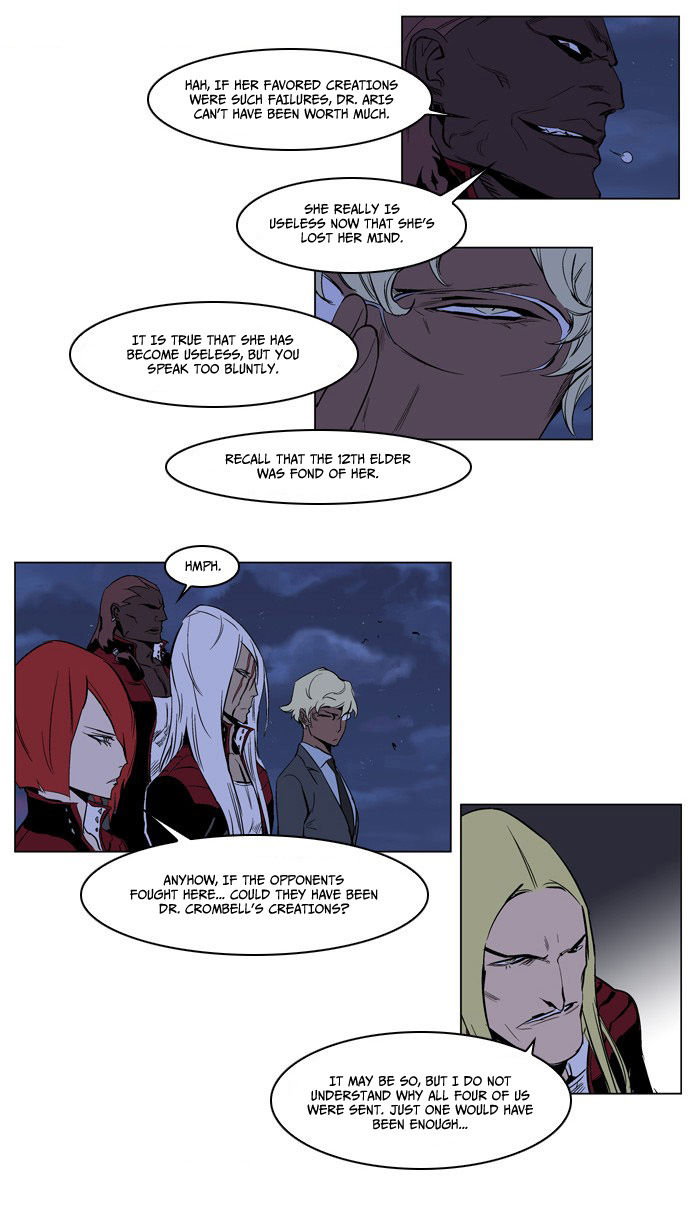 HAH, IF HER FAVORED CREATIONS
WERE SUCH FAILURES, DR. ARIS
CAN'T HAVE BEEN WORTH MUCH.
SHE REALLY IS
USELESS NOW THAT SHE'S
LOST HER MIND.
IT IS TRUE THAT SHE HAS
BECOME USELESS, BUT YOU
SPEAK TOO BLUNTLY.
RECALL THAT THE 12TH ELDER
WAS FOND OF HER.
HMPH.
ANYHOW, IF THE OPPONENTS
FOUGHT HERE... COULD THEY HAVE BEEN
DR. CROMBELL'S CREATIONS?
IT MAY BE SO, BUT I DO NOT
UNDERSTAND WHY ALL FOUR OF US
WERE SENT. JUST ONE WOULD HAVE
BEEN ENOUGH...